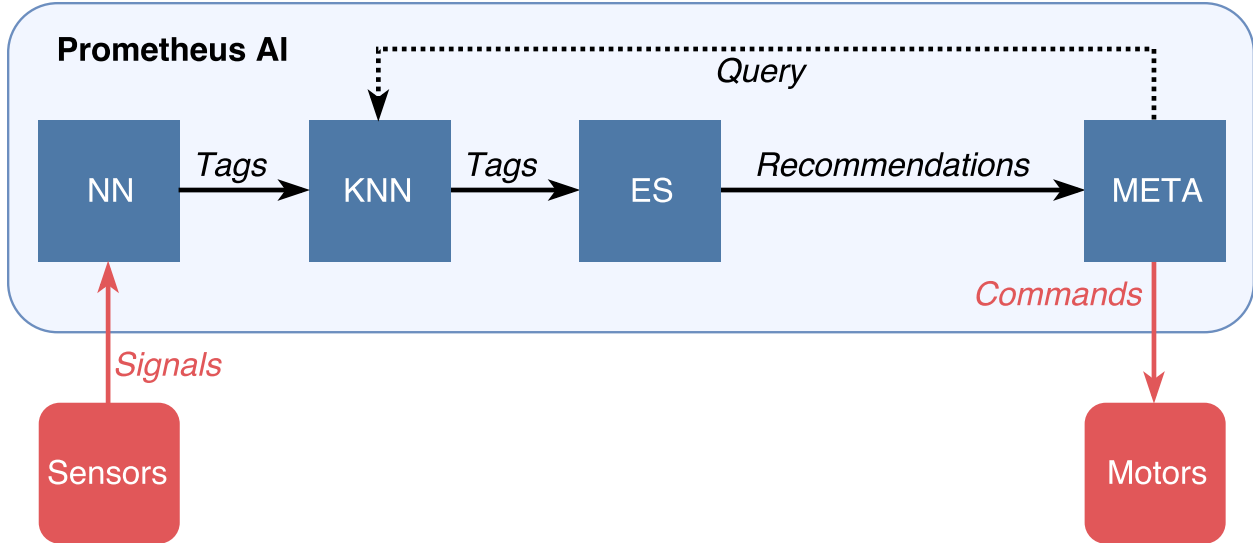 Prometheus AI
Query
Tags
Tags
Recommendations
NN
KNN
ES
META
Commands
Signals
Sensors
Motors